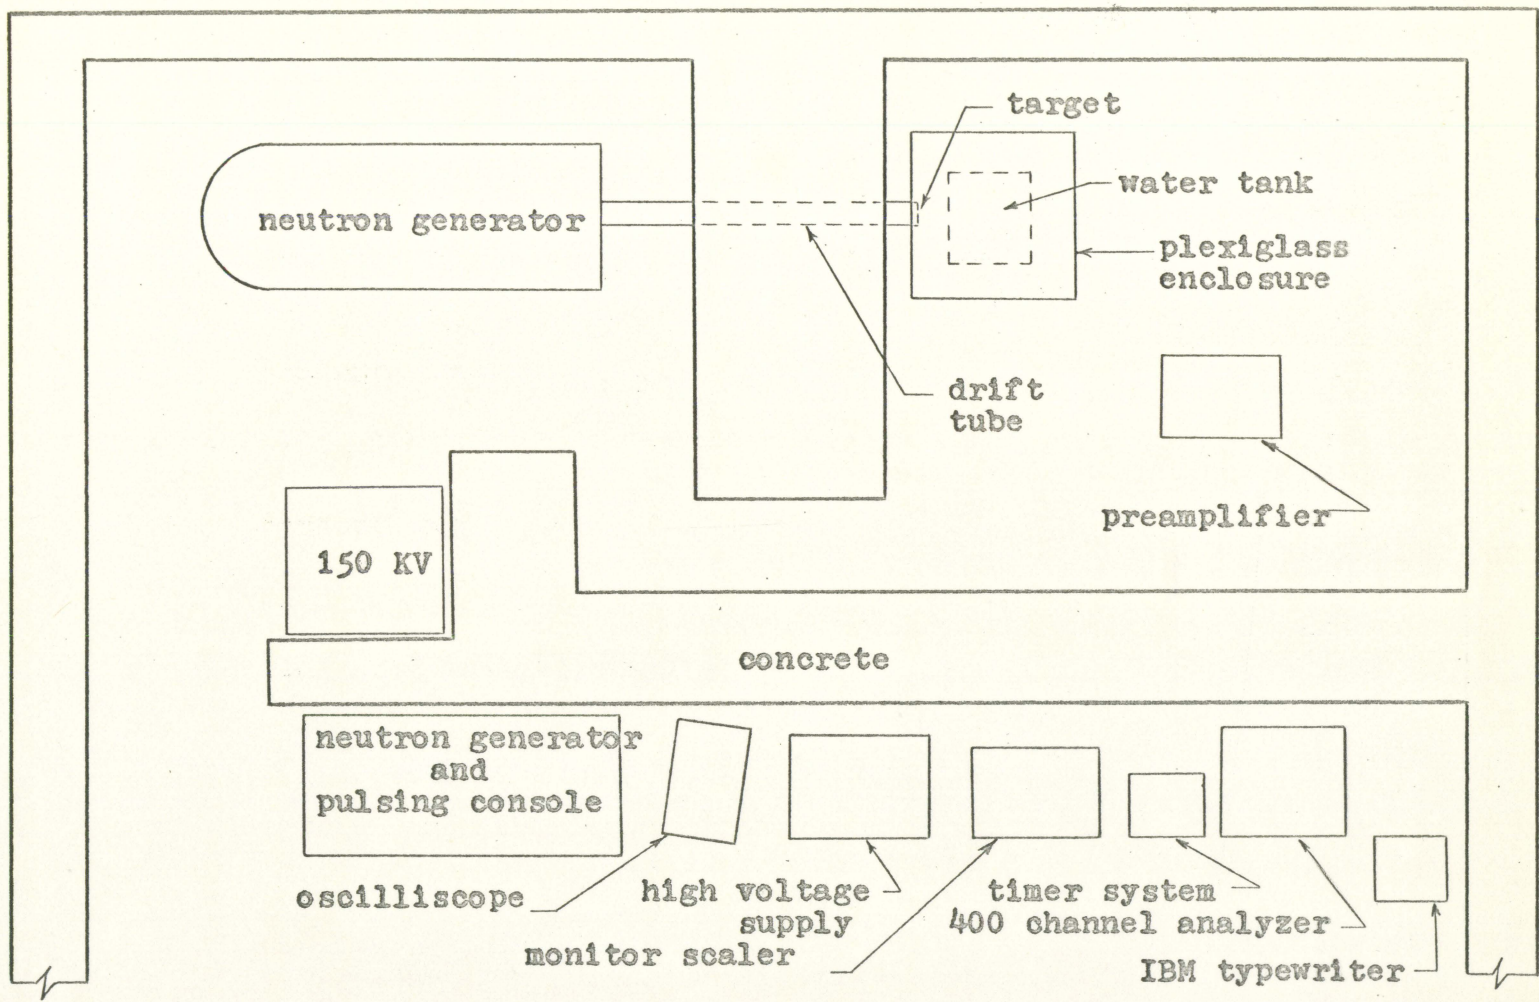 target
water tank
neutron generator
plexiglass
enclosure
drift
tube
preamplifier
150 KV
concrete
neutron generator
and
pulsing console
oscilliscope
high voltage
supply
monitor scaler
timer system
400 channel analyzer
IBM typewriter